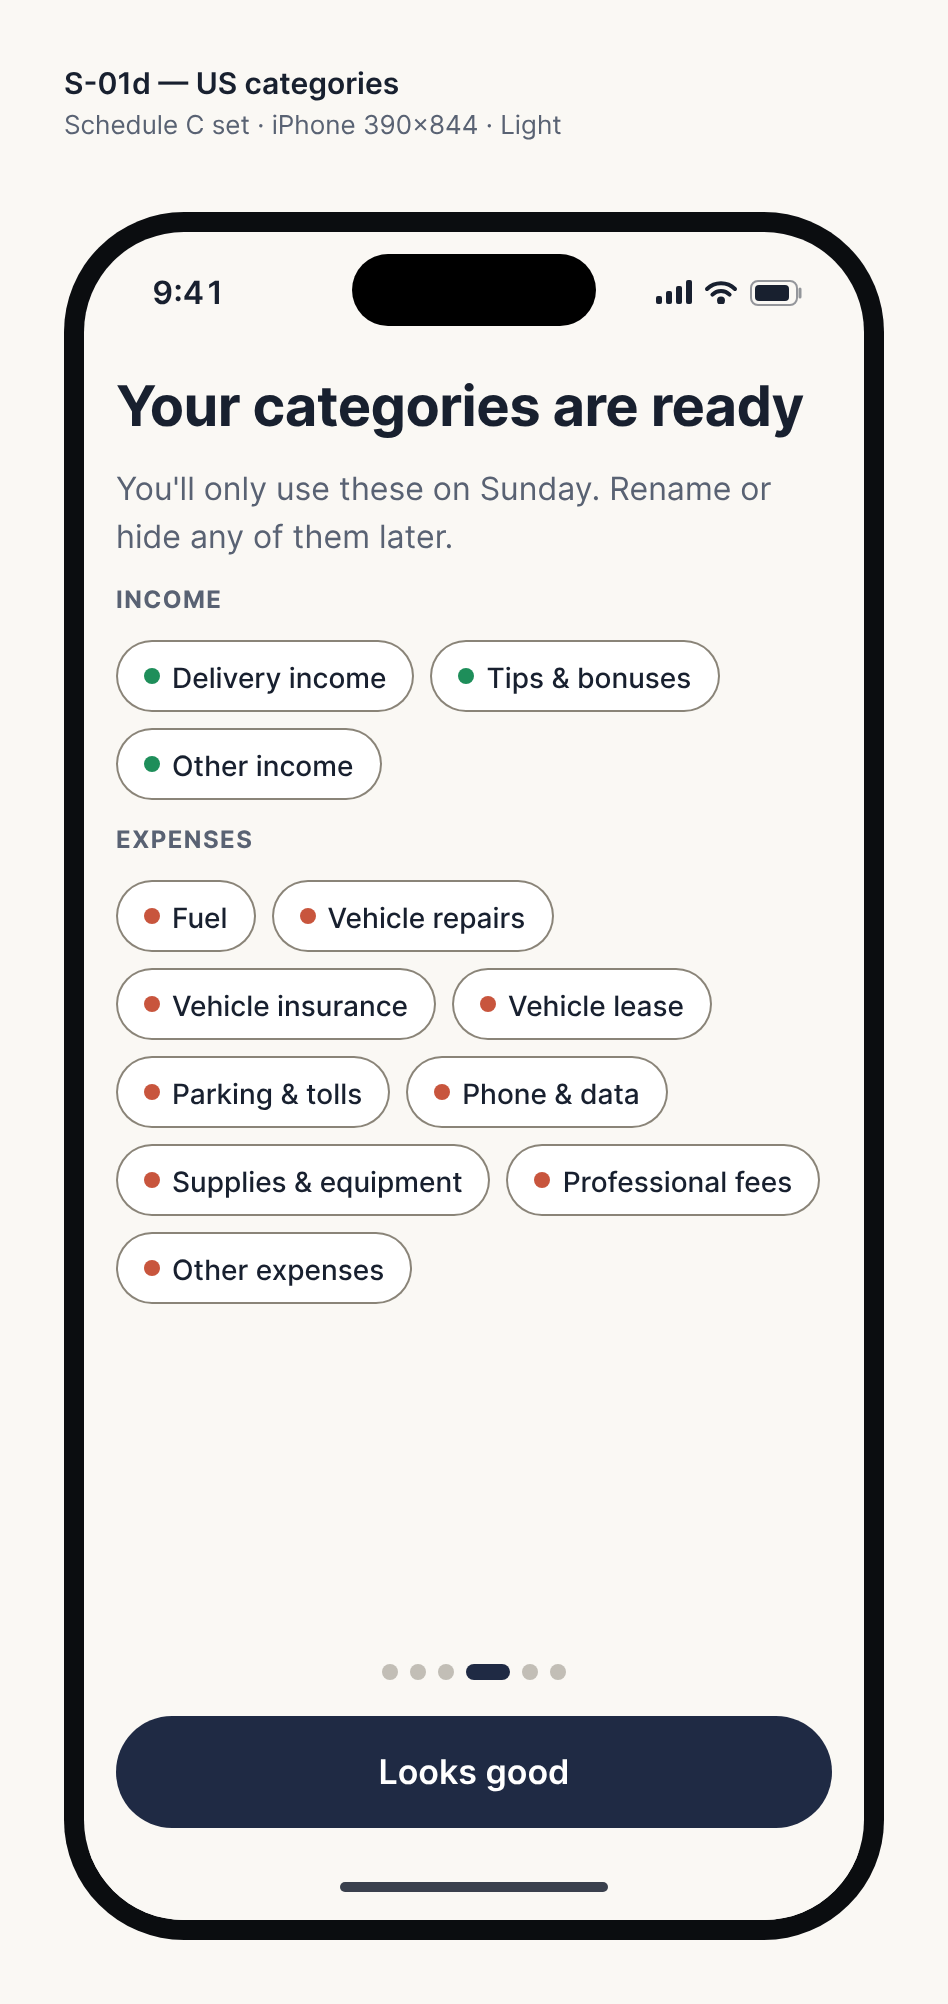 S-01d — US categories
Schedule C set · iPhone 390×844 · Light
9:41
Your categories are ready
You'll only use these on Sunday. Rename or
hide any of them later.
INCOME
Delivery income
Tips & bonuses
Other income
EXPENSES
Fuel
Vehicle repairs
Vehicle insurance
Vehicle lease
Parking & tolls
Phone & data
Supplies & equipment
Professional fees
Other expenses
Looks good